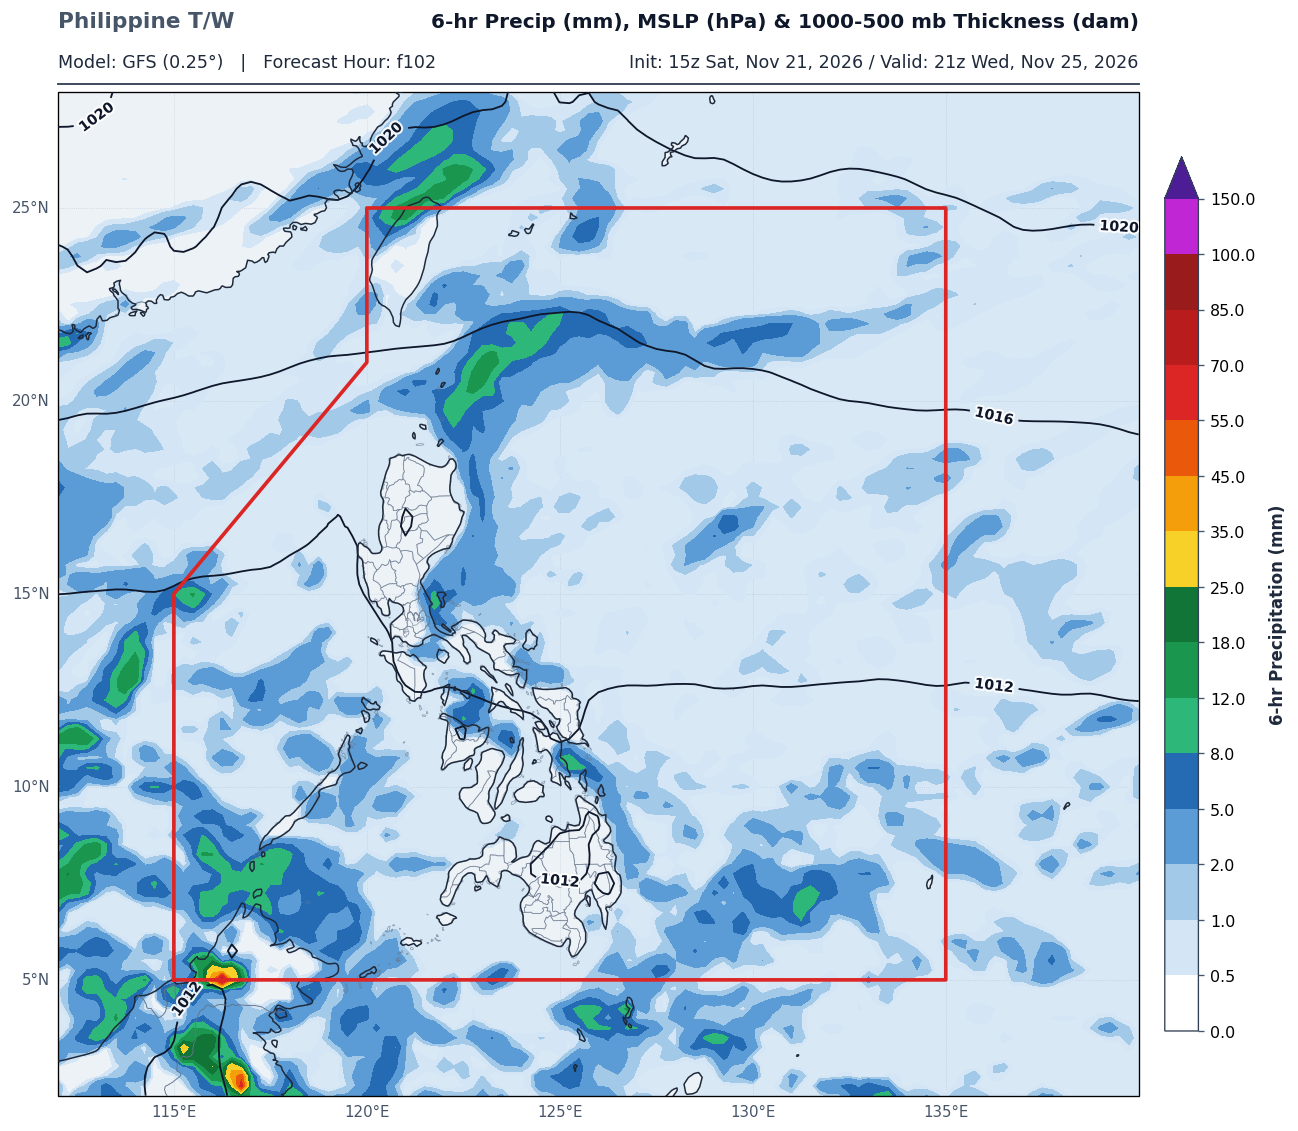 Philippine T/W
6-hr Precip (mm), MSLP (hPa) & 1000-500 mb Thickness (dam)
Model: GFS (0.25°) | Forecast Hour: f102
Init: 15z Sat, Nov 21, 2026 / Valid: 21z Wed, Nov 25, 2026
1020
1020
1020
1016
1012
1012
1012
25°N
20°N
15°N
10°N
5°N
115°E
120°E
125°E
130°E
135°E
150.0
100.0
85.0
70.0
55.0
45.0
35.0
25.0
18.0
12.0
8.0
5.0
2.0
1.0
0.5
0.0
6-hr Precipitation (mm)